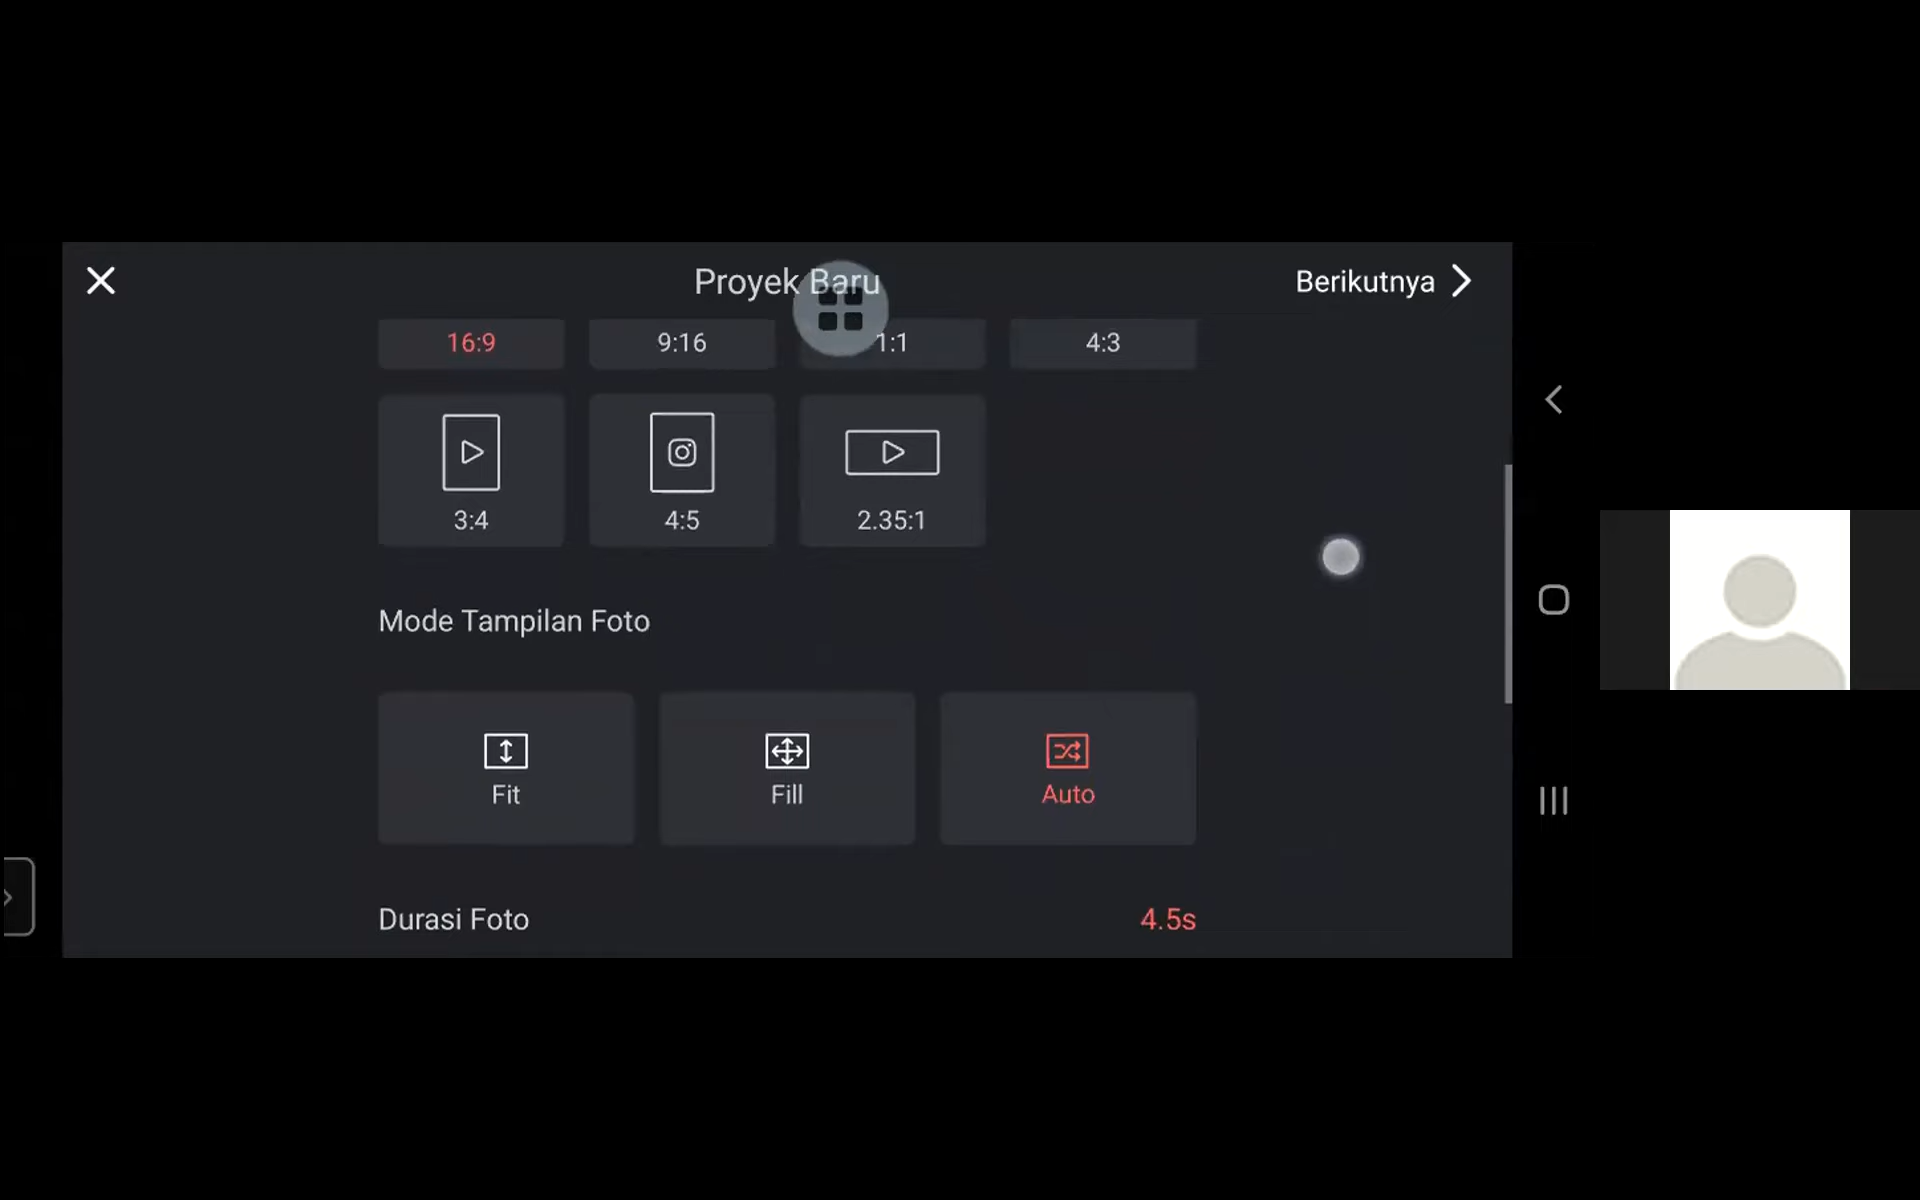 Proyek Baru
Berikutnya
16:9
9:16
1:1
4:3
3:4
4:5
2.35:1
Mode Tampilan Foto
Fit
Fill
Auto
Durasi Foto
4.5s